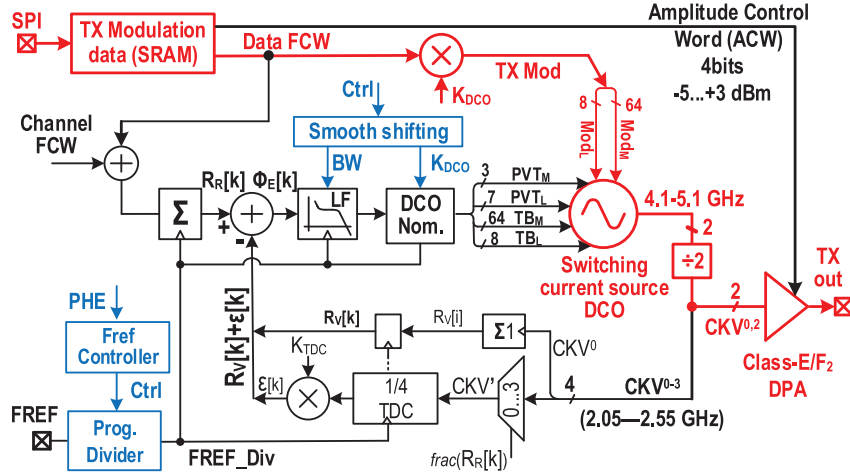 SPI
TX Modulation
data (SRAM)
Data FCW
TX Mod
K_DCO
Amplitude Control
Word (ACW)
4bits
-5...+3 dBm
8
64
Mod_L
Mod_M
Ctrl
Smooth shifting
BW
K_DCO
Channel
FCW
+
Σ
R_R[k]
+
-
+
Φ_E[k]
LF
DCO
Nom.
3
PVT_M
7
PVT_L
64
TB_M
8
TB_L
4.1-5.1 GHz
2
÷2
Switching
current source
DCO
TX
out
2
CKV^0,2
Class-E/F₂
DPA
PHE
Fref
Controller
Ctrl
FREF
Prog.
Divider
FREF_Div
R_V[k]+ε[k]
R_V[k]
R_V[i]
Σ1
CKV^0
K_TDC
ε[k]
1/4
TDC
CKV'
0...3
4
CKV^0-3
(2.05—2.55 GHz)
frac(R_R[k])